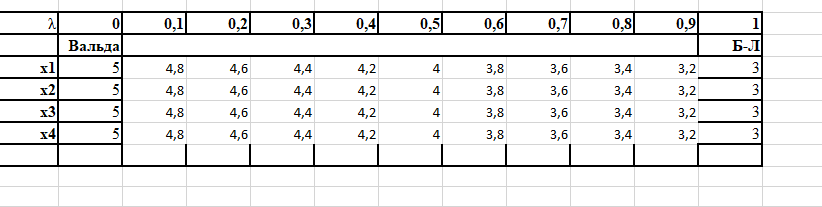 λ 0 0,1 0,2 0,3 0,4 0,5 0,6 0,7 0,8 0,9 1
Вальда Б-Л
x1 5 4,8 4,6 4,4 4,2 4 3,8 3,6 3,4 3,2 3
x2 5 4,8 4,6 4,4 4,2 4 3,8 3,6 3,4 3,2 3
x3 5 4,8 4,6 4,4 4,2 4 3,8 3,6 3,4 3,2 3
x4 5 4,8 4,6 4,4 4,2 4 3,8 3,6 3,4 3,2 3